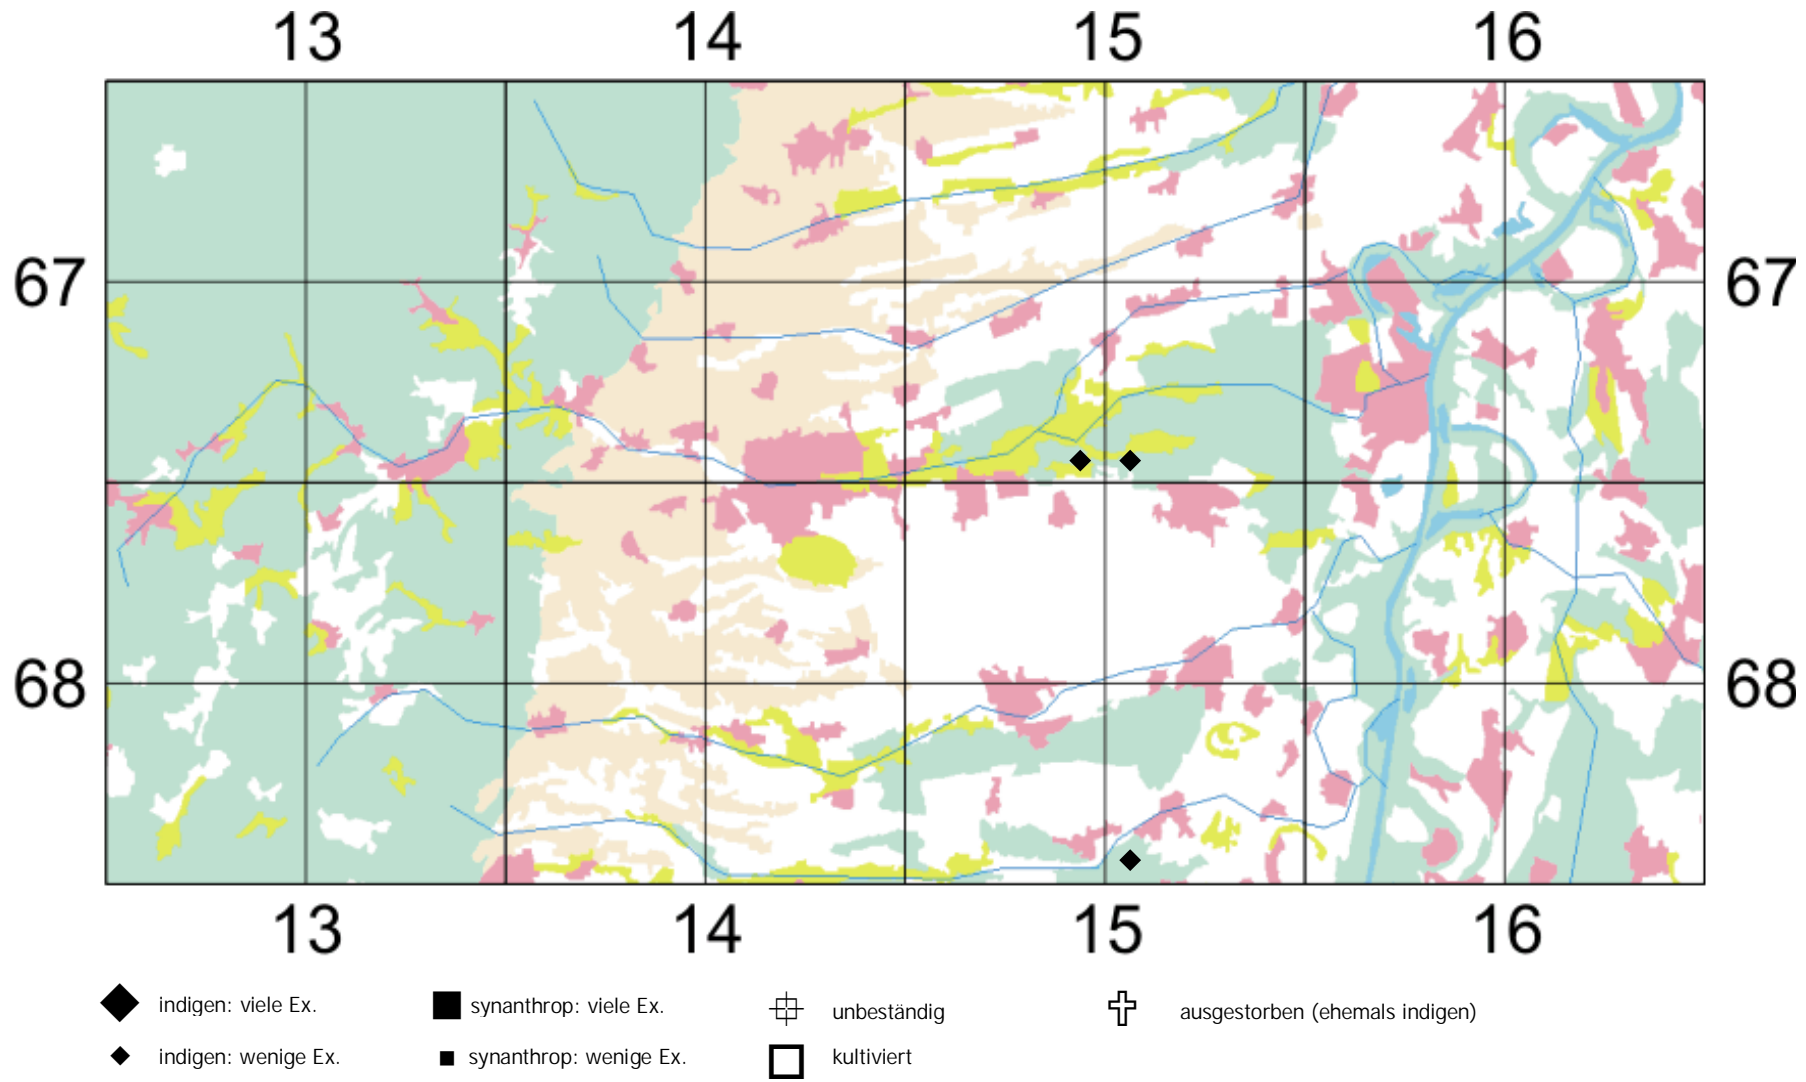 13 14 15 16
67 67
68 68
13 14 15 16
indigen: viele Ex. synanthrop: viele Ex. unbeständig ausgestorben (ehemals indigen)
indigen: wenige Ex. synanthrop: wenige Ex. kultiviert